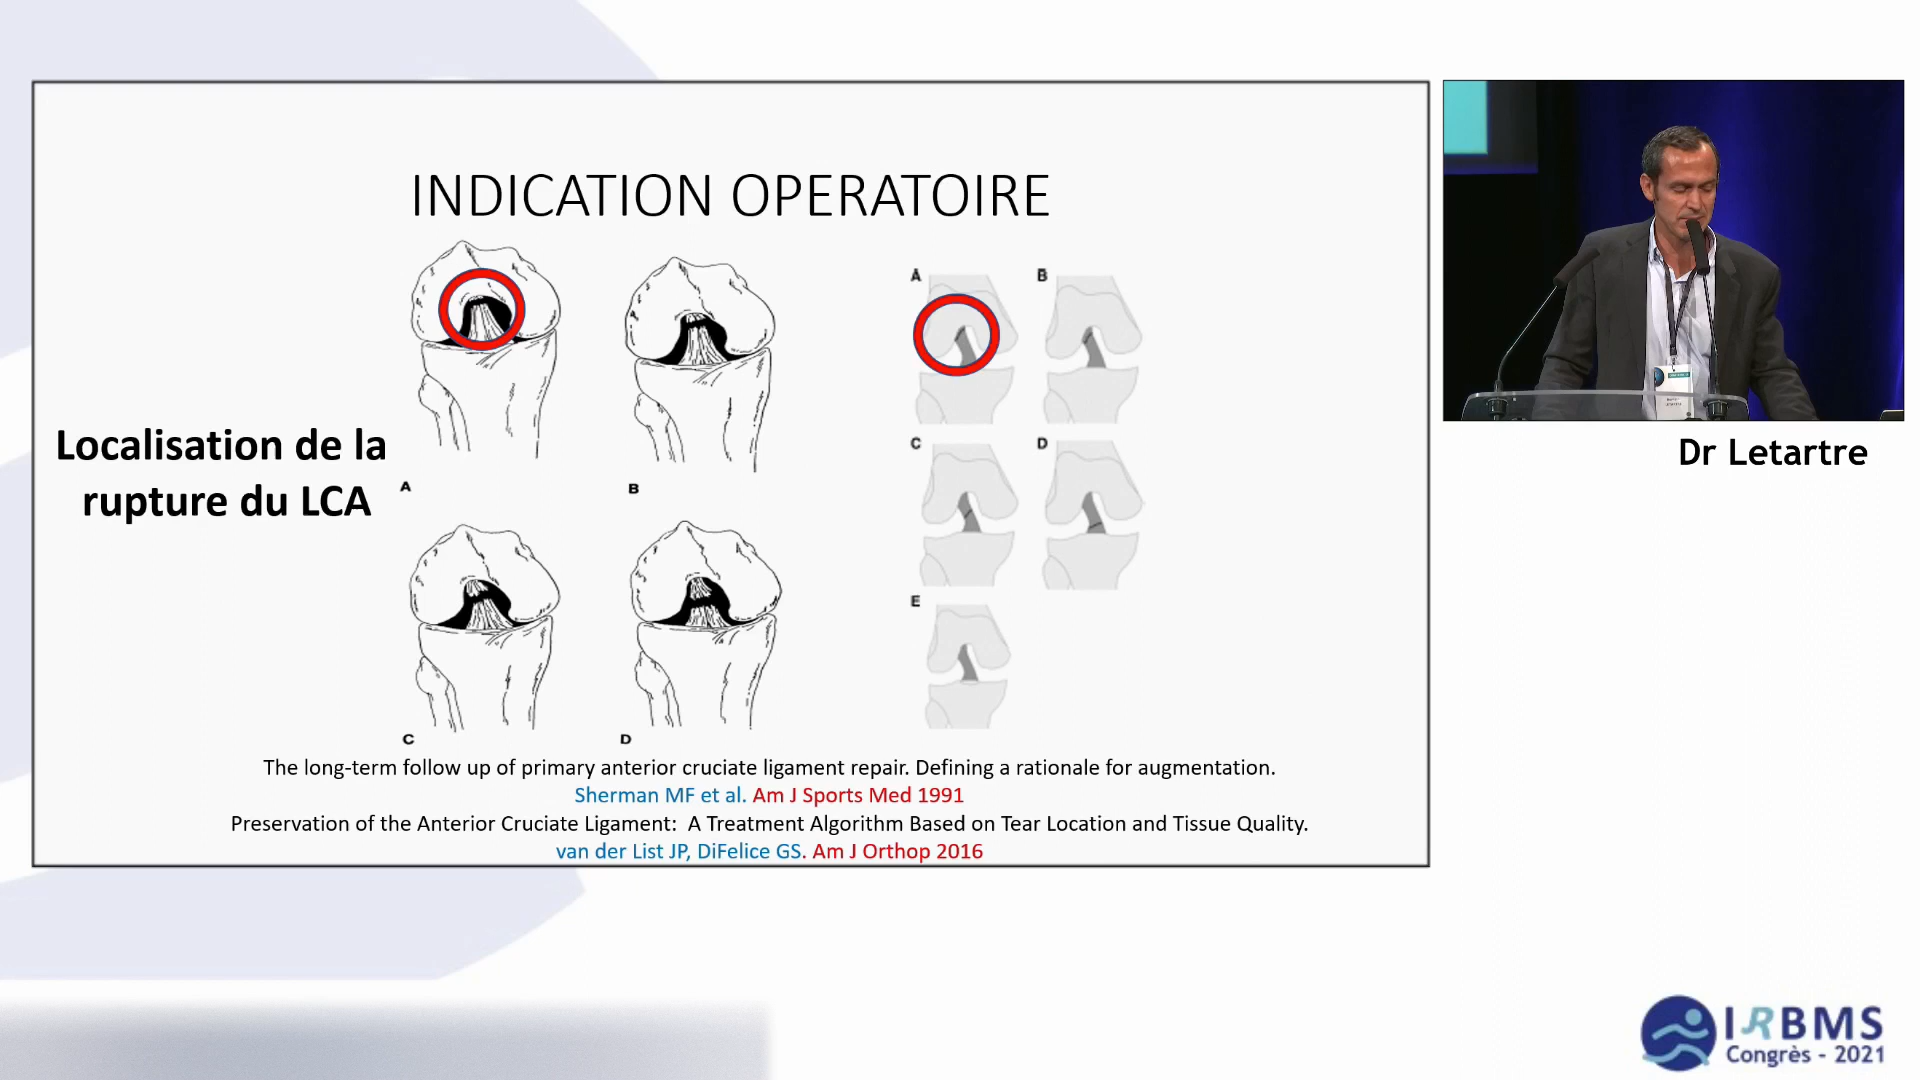 INDICATION OPERATOIRE
Localisation de la
rupture du LCA
A
B
C
D
A
B
C
D
E
The long-term follow up of primary anterior cruciate ligament repair. Defining a rationale for augmentation.
Sherman MF et al. Am J Sports Med 1991
Preservation of the Anterior Cruciate Ligament: A Treatment Algorithm Based on Tear Location and Tissue Quality.
van der List JP, DiFelice GS. Am J Orthop 2016
Dr Letartre
IRBMS
Congrès - 2021